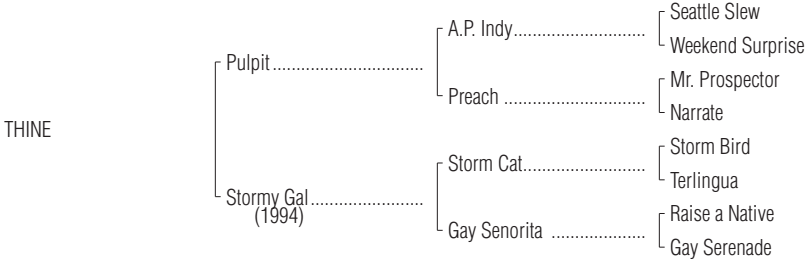 Seattle Slew
A.P. Indy..............................
Weekend Surprise
Pulpit..................................
Mr. Prospector
Preach ................................
Narrate
THINE
Storm Bird
Storm Cat............................
Terlingua
Stormy Gal..........................
(1994)
Raise a Native
Gay Senorita .....................
Gay Serenade